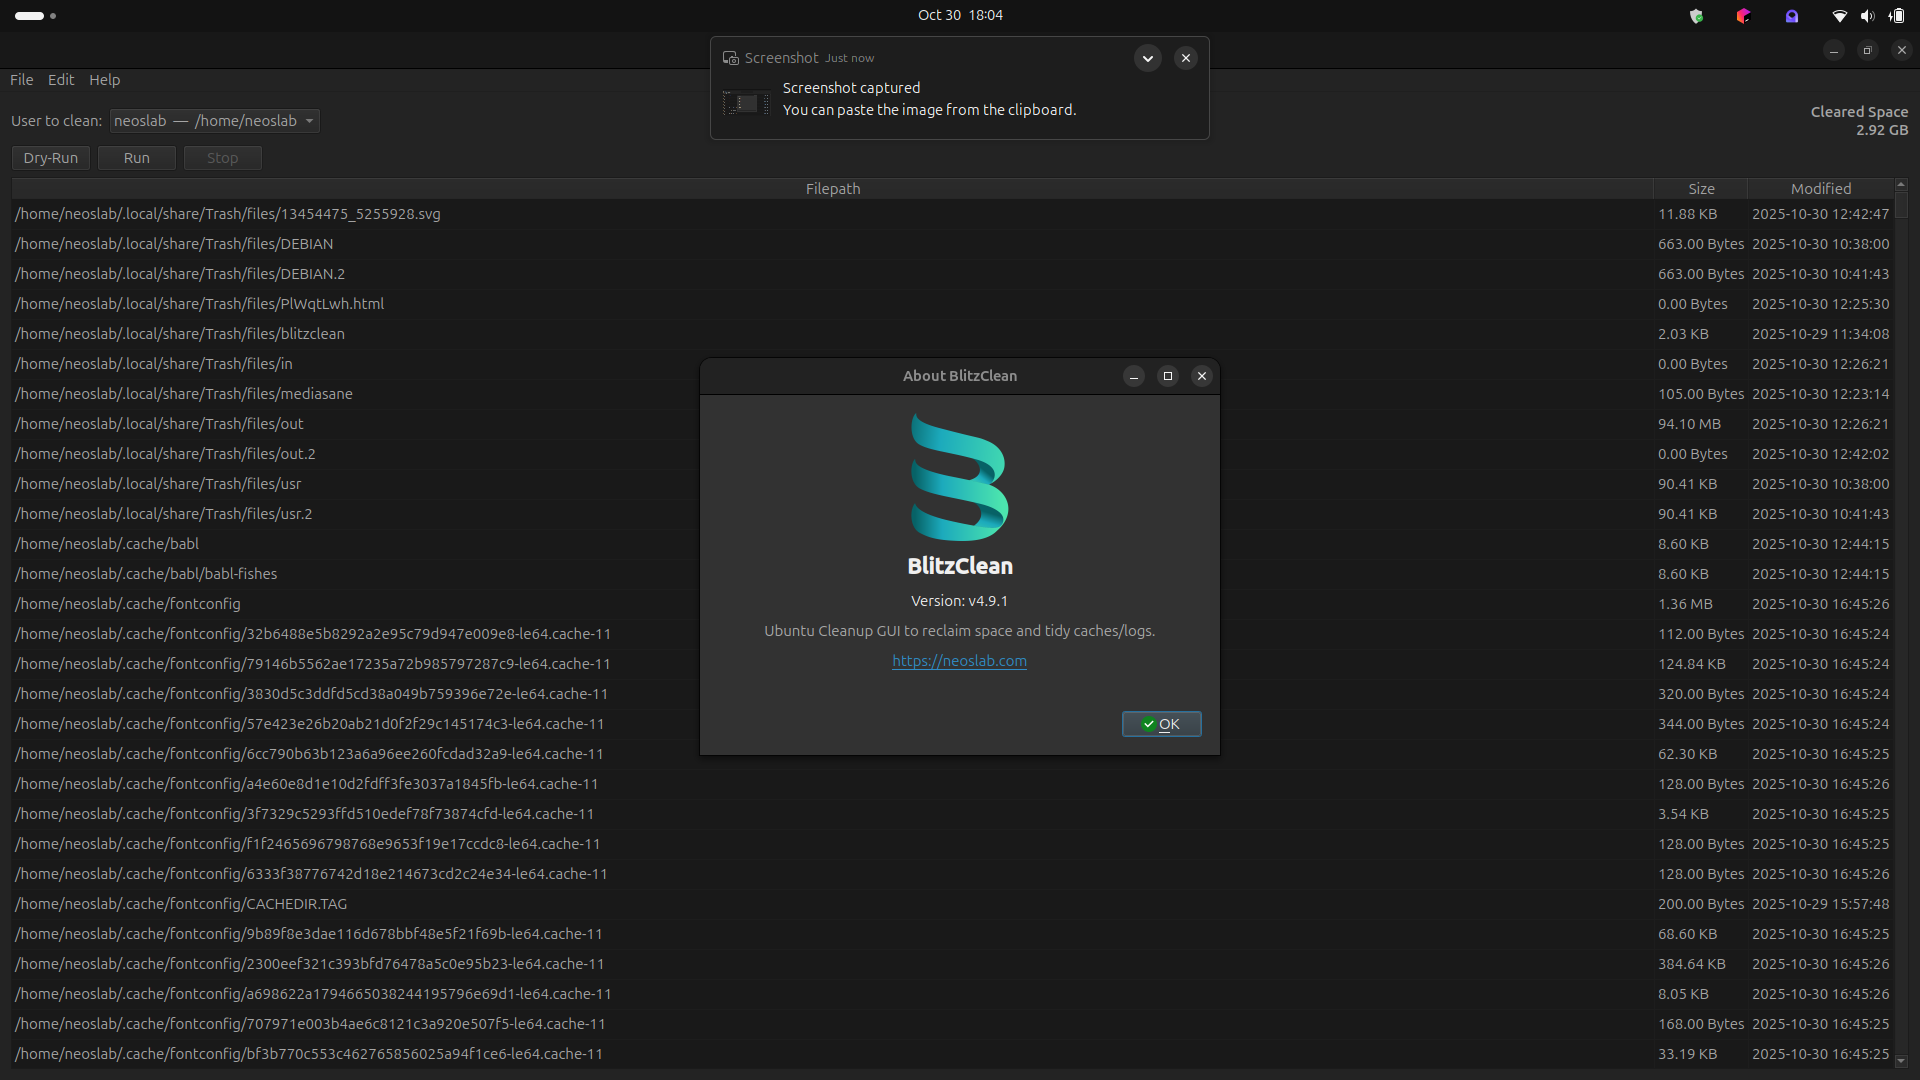 Oct 30  18:04
Screenshot Just now
Screenshot captured
You can paste the image from the clipboard.
File Edit Help
User to clean: neoslab — /home/neoslab
Cleared Space
2.92 GB
Dry-Run Run Stop
Filepath Size Modified
/home/neoslab/.local/share/Trash/files/13454475_5255928.svg 11.88 KB 2025-10-30 12:42:47
/home/neoslab/.local/share/Trash/files/DEBIAN 663.00 Bytes 2025-10-30 10:38:00
/home/neoslab/.local/share/Trash/files/DEBIAN.2 663.00 Bytes 2025-10-30 10:41:43
/home/neoslab/.local/share/Trash/files/PlWqtLwh.html 0.00 Bytes 2025-10-30 12:25:30
/home/neoslab/.local/share/Trash/files/blitzclean 2.03 KB 2025-10-29 11:34:08
/home/neoslab/.local/share/Trash/files/in 0.00 Bytes 2025-10-30 12:26:21
/home/neoslab/.local/share/Trash/files/mediasane 105.00 Bytes 2025-10-30 12:23:14
/home/neoslab/.local/share/Trash/files/out 94.10 MB 2025-10-30 12:26:21
/home/neoslab/.local/share/Trash/files/out.2 0.00 Bytes 2025-10-30 12:42:02
/home/neoslab/.local/share/Trash/files/usr 90.41 KB 2025-10-30 10:38:00
/home/neoslab/.local/share/Trash/files/usr.2 90.41 KB 2025-10-30 10:41:43
/home/neoslab/.cache/babl 8.60 KB 2025-10-30 12:44:15
/home/neoslab/.cache/babl/babl-fishes 8.60 KB 2025-10-30 12:44:15
/home/neoslab/.cache/fontconfig 1.36 MB 2025-10-30 16:45:26
/home/neoslab/.cache/fontconfig/32b6488e5b8292a2e95c79d947e009e8-le64.cache-11 112.00 Bytes 2025-10-30 16:45:24
/home/neoslab/.cache/fontconfig/79146b5562ae17235a72b985797287c9-le64.cache-11 124.84 KB 2025-10-30 16:45:24
/home/neoslab/.cache/fontconfig/3830d5c3ddfd5cd38a049b759396e72e-le64.cache-11 320.00 Bytes 2025-10-30 16:45:24
/home/neoslab/.cache/fontconfig/57e423e26b20ab21d0f2f29c145174c3-le64.cache-11 344.00 Bytes 2025-10-30 16:45:24
/home/neoslab/.cache/fontconfig/6cc790b63b123a6a96ee260fcdad32a9-le64.cache-11 62.30 KB 2025-10-30 16:45:25
/home/neoslab/.cache/fontconfig/a4e60e8d1e10d2fdff3fe3037a1845fb-le64.cache-11 128.00 Bytes 2025-10-30 16:45:26
/home/neoslab/.cache/fontconfig/3f7329c5293ffd510edef78f73874cfd-le64.cache-11 3.54 KB 2025-10-30 16:45:25
/home/neoslab/.cache/fontconfig/f1f2465696798768e9653f19e17ccdc8-le64.cache-11 128.00 Bytes 2025-10-30 16:45:25
/home/neoslab/.cache/fontconfig/6333f38776742d18e214673cd2c24e34-le64.cache-11 128.00 Bytes 2025-10-30 16:45:26
/home/neoslab/.cache/fontconfig/CACHEDIR.TAG 200.00 Bytes 2025-10-29 15:57:48
/home/neoslab/.cache/fontconfig/9b89f8e3dae116d678bbf48e5f21f69b-le64.cache-11 68.60 KB 2025-10-30 16:45:25
/home/neoslab/.cache/fontconfig/2300eef321c393bfd76478a5c0e95b23-le64.cache-11 384.64 KB 2025-10-30 16:45:26
/home/neoslab/.cache/fontconfig/a698622a1794665038244195796e69d1-le64.cache-11 8.05 KB 2025-10-30 16:45:26
/home/neoslab/.cache/fontconfig/707971e003b4ae6c8121c3a920e507f5-le64.cache-11 168.00 Bytes 2025-10-30 16:45:25
/home/neoslab/.cache/fontconfig/bf3b770c553c462765856025a94f1ce6-le64.cache-11 33.19 KB 2025-10-30 16:45:25
About BlitzClean
BlitzClean
Version: v4.9.1
Ubuntu Cleanup GUI to reclaim space and tidy caches/logs.
https://neoslab.com
OK